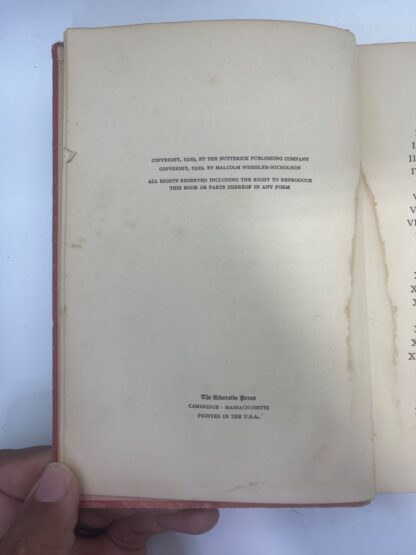 COPYRIGHT, 1929, BY THE BUTTERICK PUBLISHING COMPANY
COPYRIGHT, 1929, BY MALCOLM WHEELER-NICHOLSON
ALL RIGHTS RESERVED INCLUDING THE RIGHT TO REPRODUCE
THIS BOOK OR PARTS THEREOF IN ANY FORM
The Riverside Press
CAMBRIDGE · MASSACHUSETTS
PRINTED IN THE U.S.A.